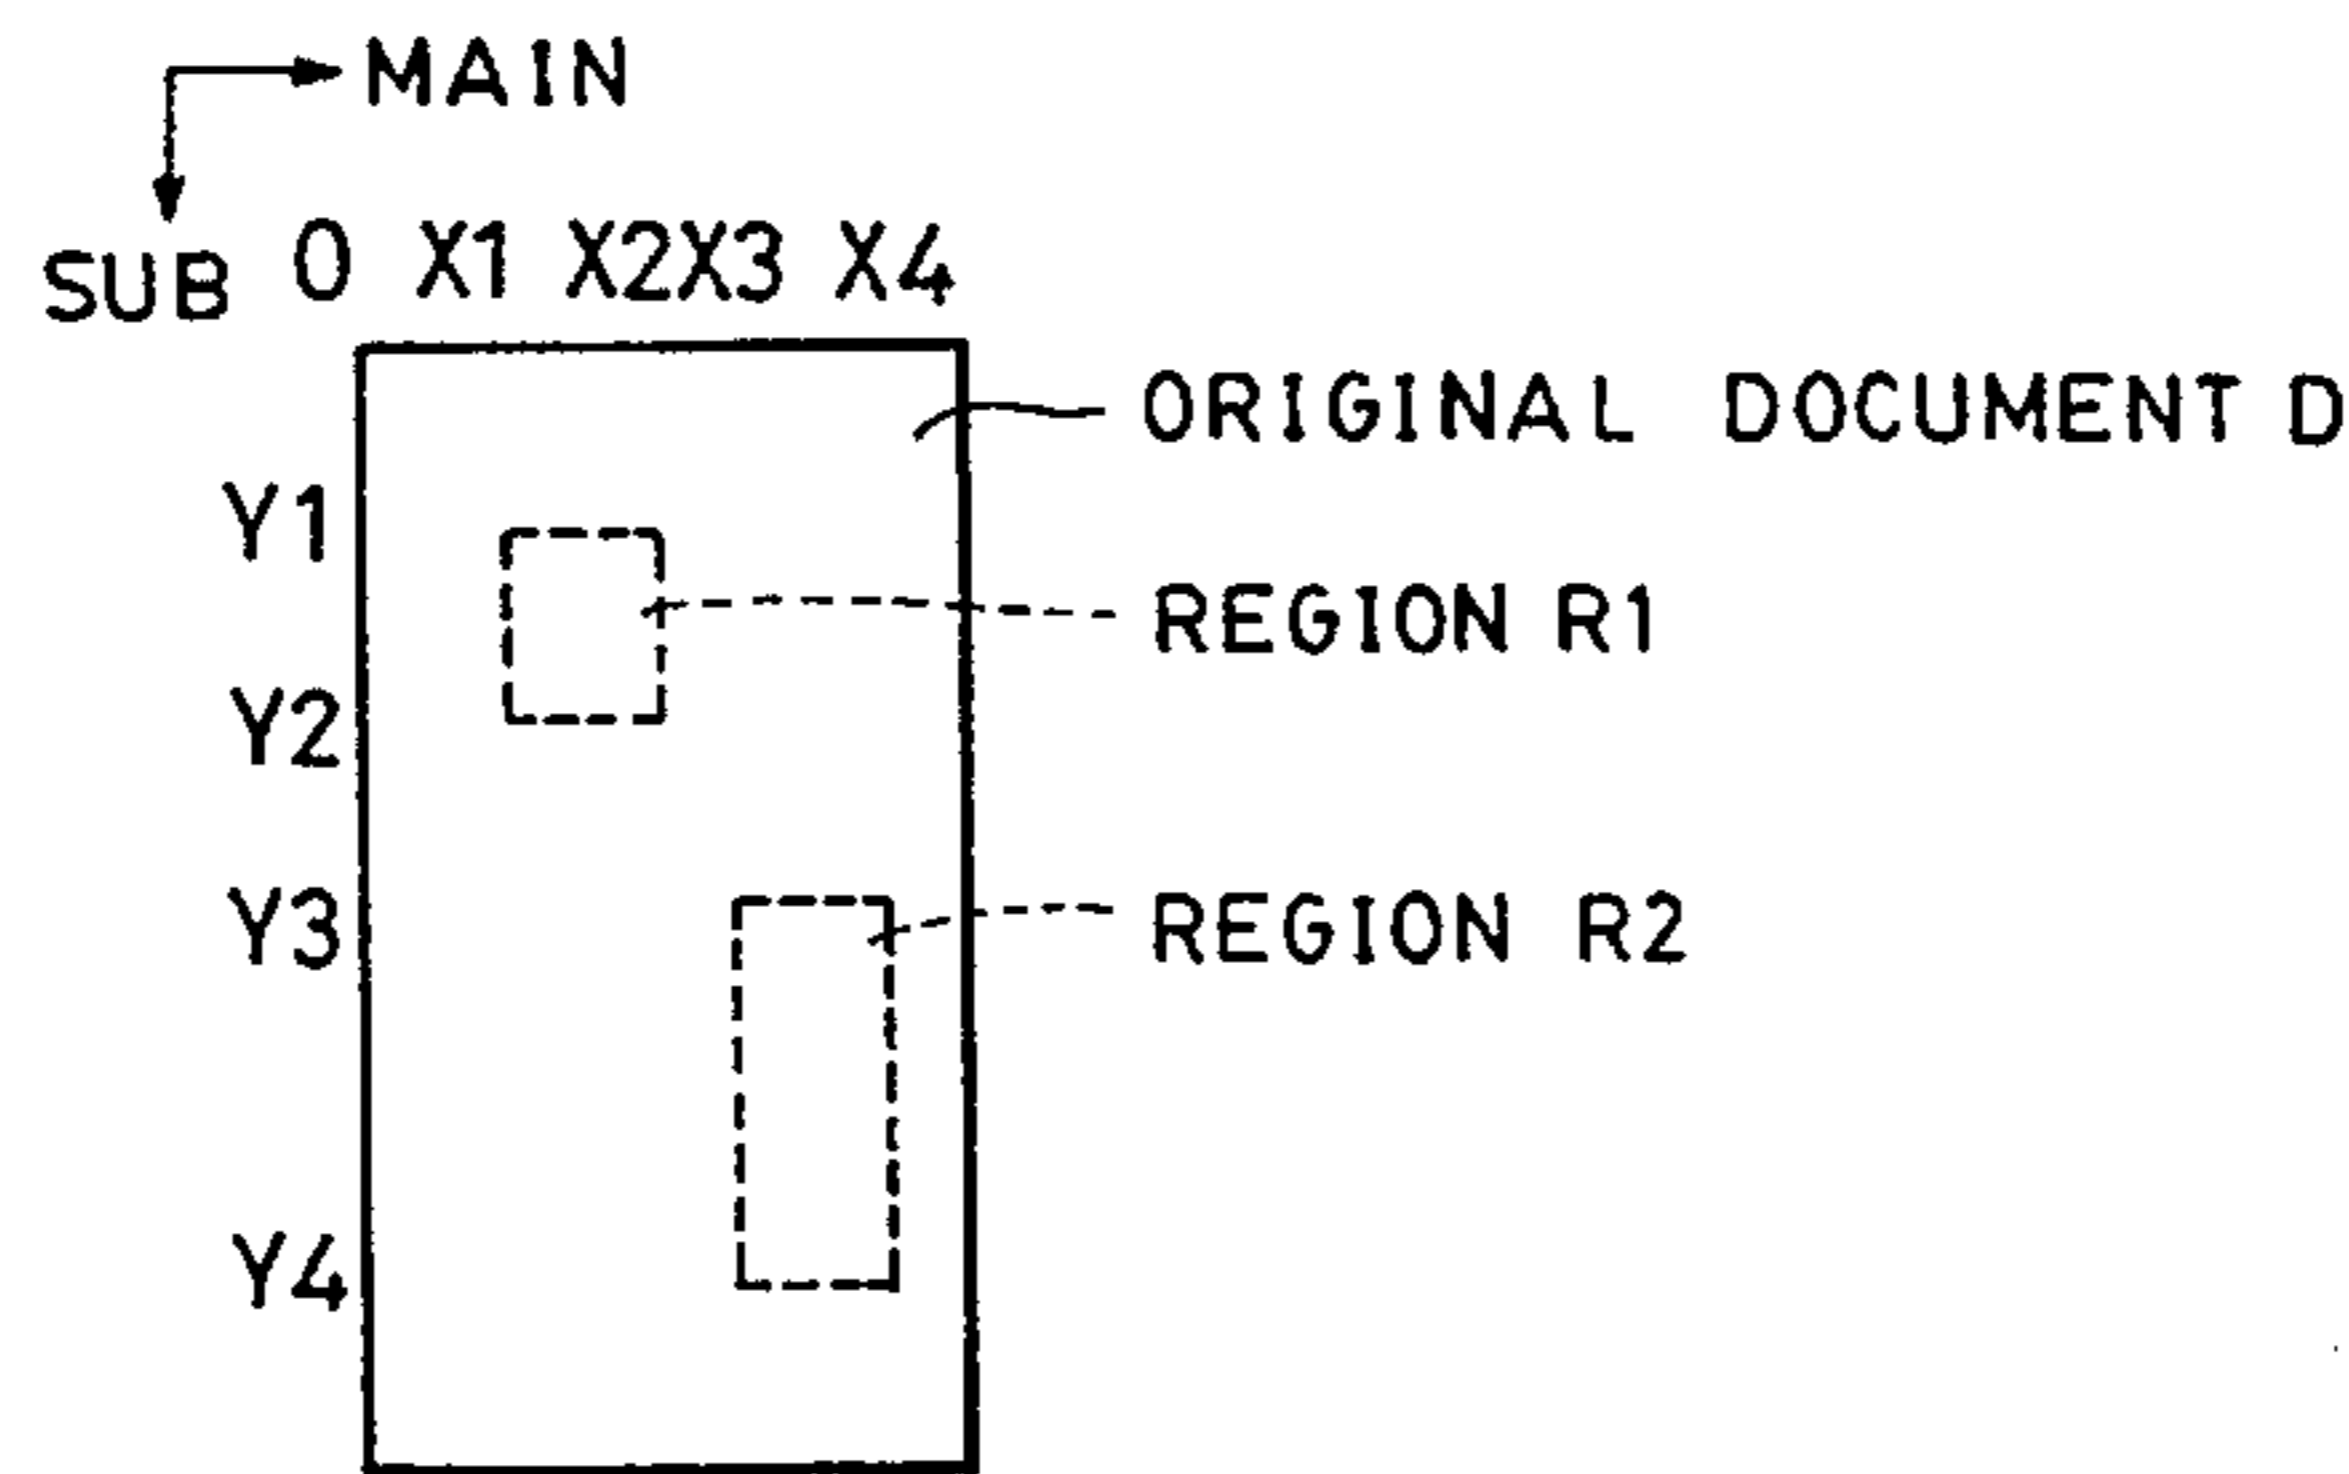 MAIN
SUB
0 X1 X2X3 X4
ORIGINAL DOCUMENT D
Y1
REGION R1
Y2
Y3
REGION R2
Y4